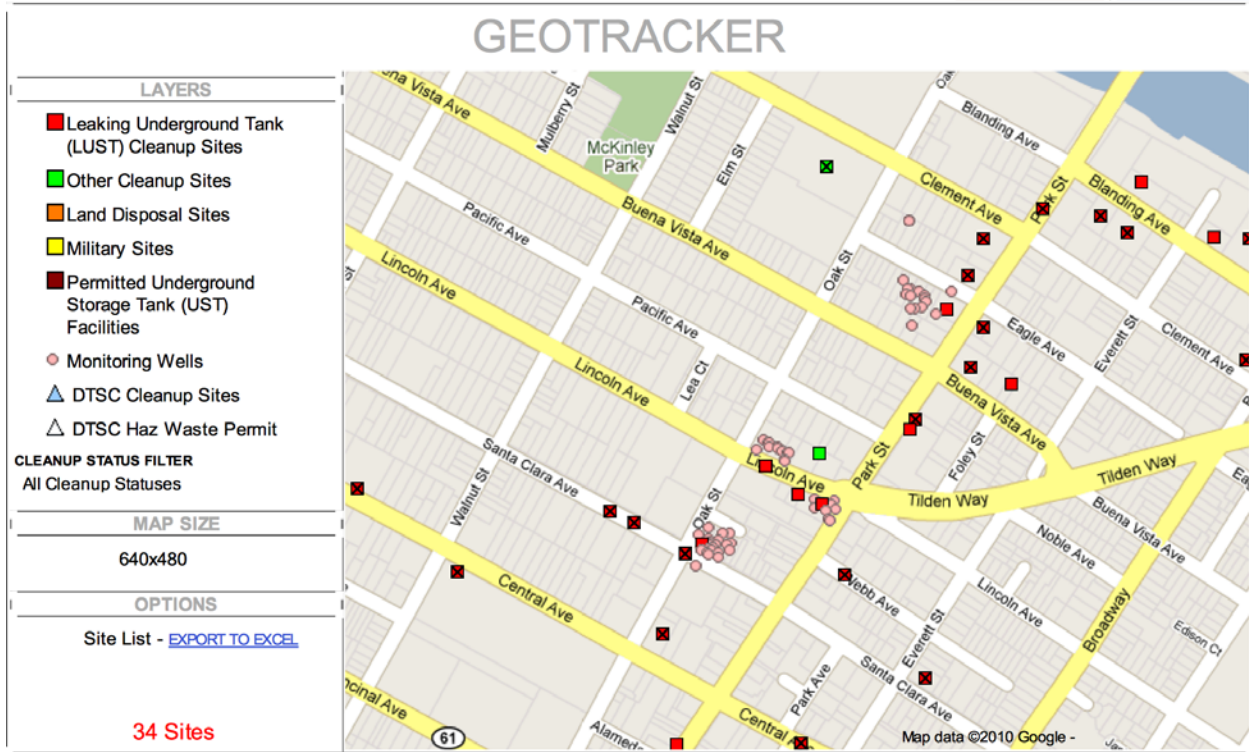 GEOTRACKER
LAYERS
Leaking Underground Tank
(LUST) Cleanup Sites
Other Cleanup Sites
Land Disposal Sites
Military Sites
Permitted Underground
Storage Tank (UST)
Facilities
Monitoring Wells
DTSC Cleanup Sites
DTSC Haz Waste Permit
CLEANUP STATUS FILTER
All Cleanup Statuses
MAP SIZE
640x480
OPTIONS
Site List - EXPORT TO EXCEL
34 Sites
ena Vista Ave
Mulberry St
McKinley
Park
Walnut St
Elm St
Blanding Ave
Clement Ave
Park St
Blanding Ave
Pacific Ave
Buena Vista Ave
Oak St
Lincoln Ave
Pacific Ave
Eagle Ave
Everett St
Clement Ave
Lea Ct
Lincoln Ave
Buena Vista Ave
Santa Clara Ave
Lincoln Ave
Park St
Foley St
Tilden Way
Tilden Way
Walnut St
Oak St
Noble Ave
Buena Vista Ave
Central Ave
Webb Ave
Lincoln Ave
Broadway
Edison Ct
Everett St
Santa Clara Ave
Park Ave
ncinal Ave
61
Alameda
Central Ave
Map data ©2010 Google -